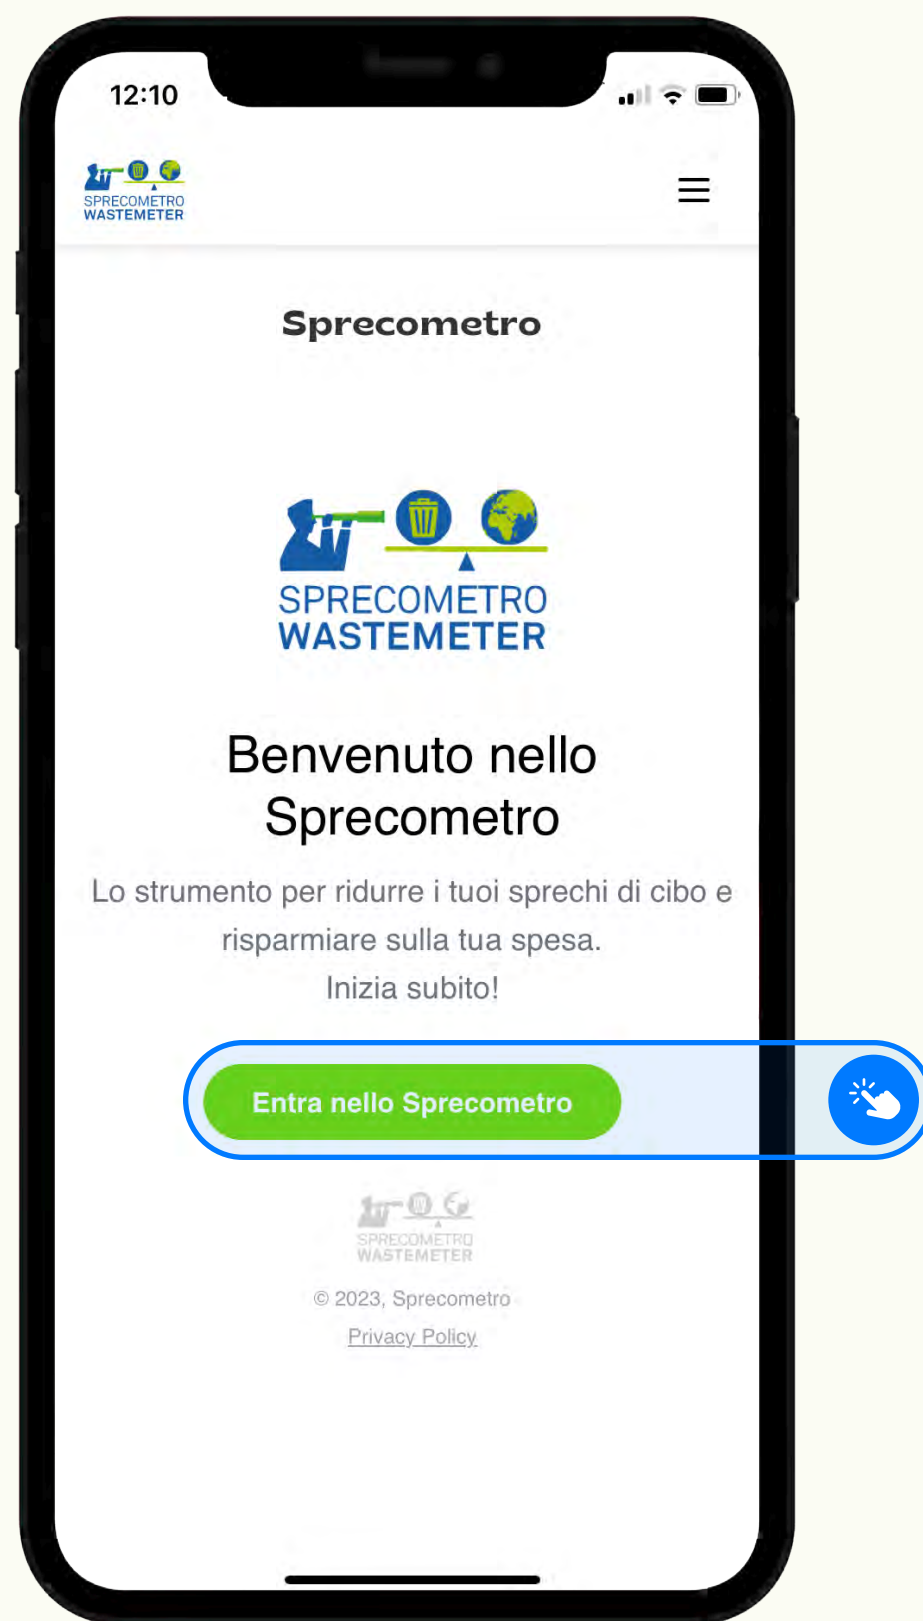 12:10
SPRECOMETRO
WASTEMETER
Sprecometro
SPRECOMETRO
WASTEMETER
Benvenuto nello
Sprecometro
Lo strumento per ridurre i tuoi sprechi di cibo e
risparmiare sulla tua spesa.
Inizia subito!
Entra nello Sprecometro
SPRECOMETRO
WASTEMETER
© 2023, Sprecometro
Privacy Policy